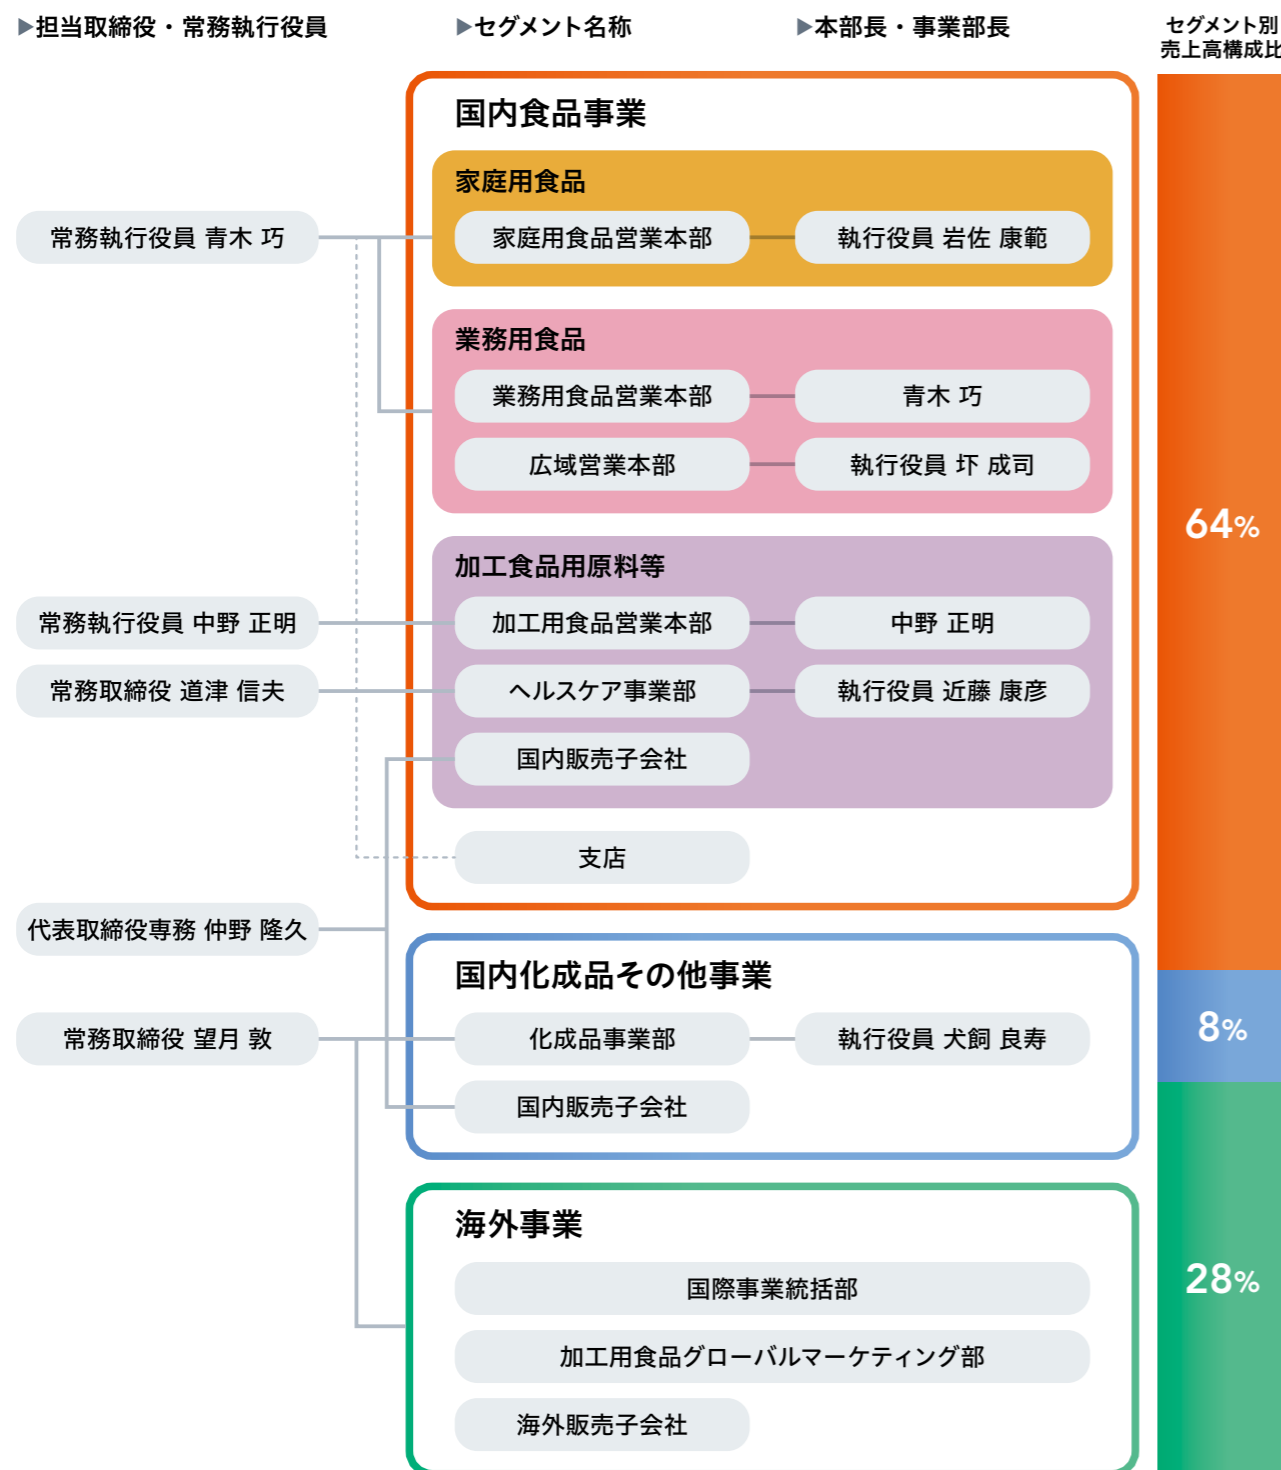 ▶担当取締役・常務執行役員
▶セグメント名称
▶本部長・事業部長
セグメント別
売上高構成比
国内食品事業
家庭用食品
常務執行役員 青木 巧
家庭用食品営業本部
執行役員 岩佐 康範
業務用食品
業務用食品営業本部
青木 巧
広域営業本部
執行役員 圷 成司
64%
加工食品用原料等
常務執行役員 中野 正明
加工用食品営業本部
中野 正明
常務取締役 道津 信夫
ヘルスケア事業部
執行役員 近藤 康彦
国内販売子会社
支店
代表取締役専務 仲野 隆久
国内化成品その他事業
常務取締役 望月 敦
化成品事業部
執行役員 犬飼 良寿
8%
国内販売子会社
海外事業
国際事業統括部
28%
加工用食品グローバルマーケティング部
海外販売子会社